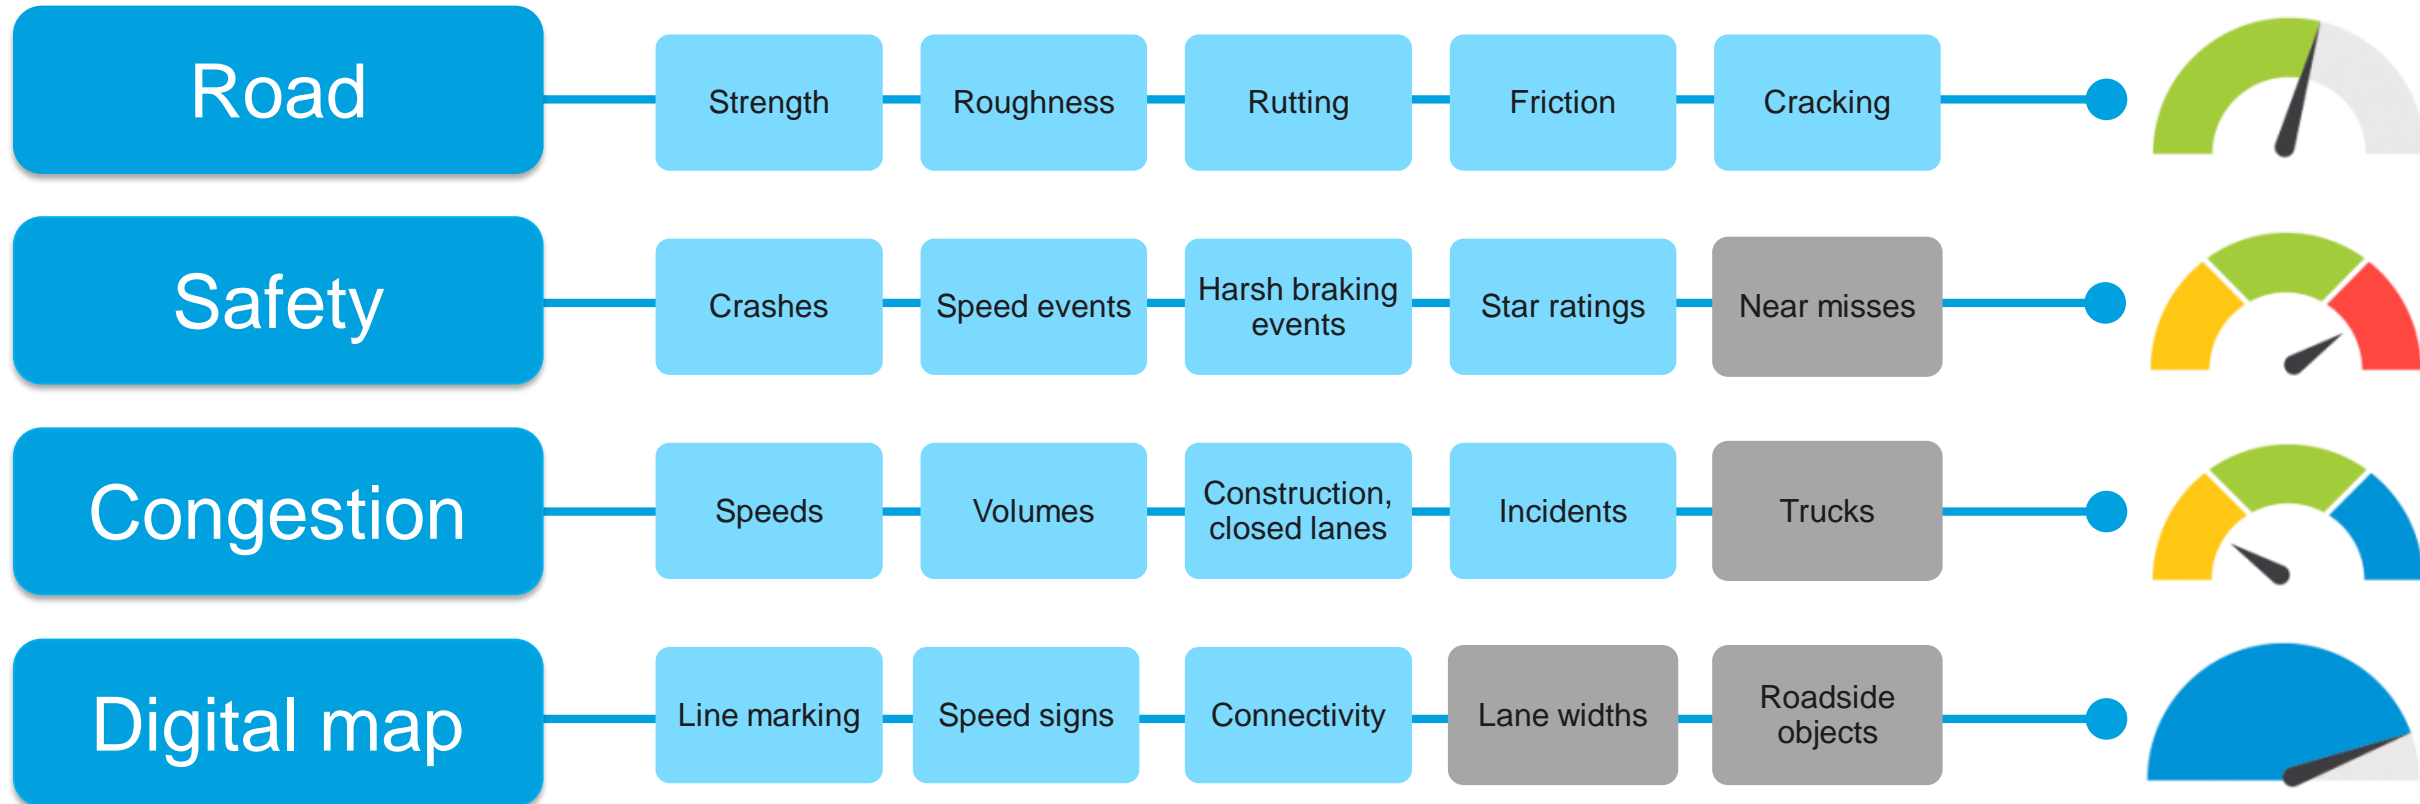 Road
Strength
Roughness
Rutting
Friction
Cracking
Safety
Crashes
Speed events
Harsh braking
events
Star ratings
Near misses
Congestion
Speeds
Volumes
Construction,
closed lanes
Incidents
Trucks
Digital map
Line marking
Speed signs
Connectivity
Lane widths
Roadside
objects